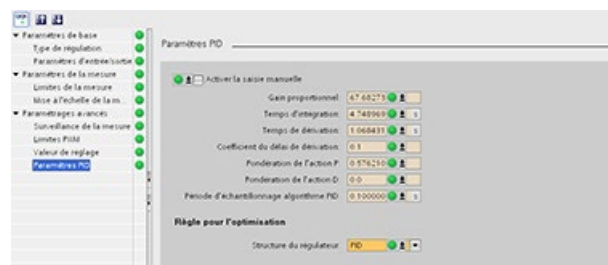 Paramètres de base
Type de régulation
Paramètres d'entrée/sortie
Paramètres de la mesure
Limites de la mesure
Mise à l'échelle de la m...
Paramétrages avancés
Surveillance de la mesure
Limites PWM
Valeur de réglage
Paramètres PID
Paramètres PID
Activer la saisie manuelle
Gain proportionnel 67.68273
Temps d'intégration 4.748969 s
Temps de dérivation 1.068431 s
Coefficient du délai de dérivation 0.1
Pondération de l'action P 0.576230
Pondération de l'action D 0.0
Période d'échantillonnage algorithme PID 0.100000 s
Règle pour l'optimisation
Structure du régulateur PID